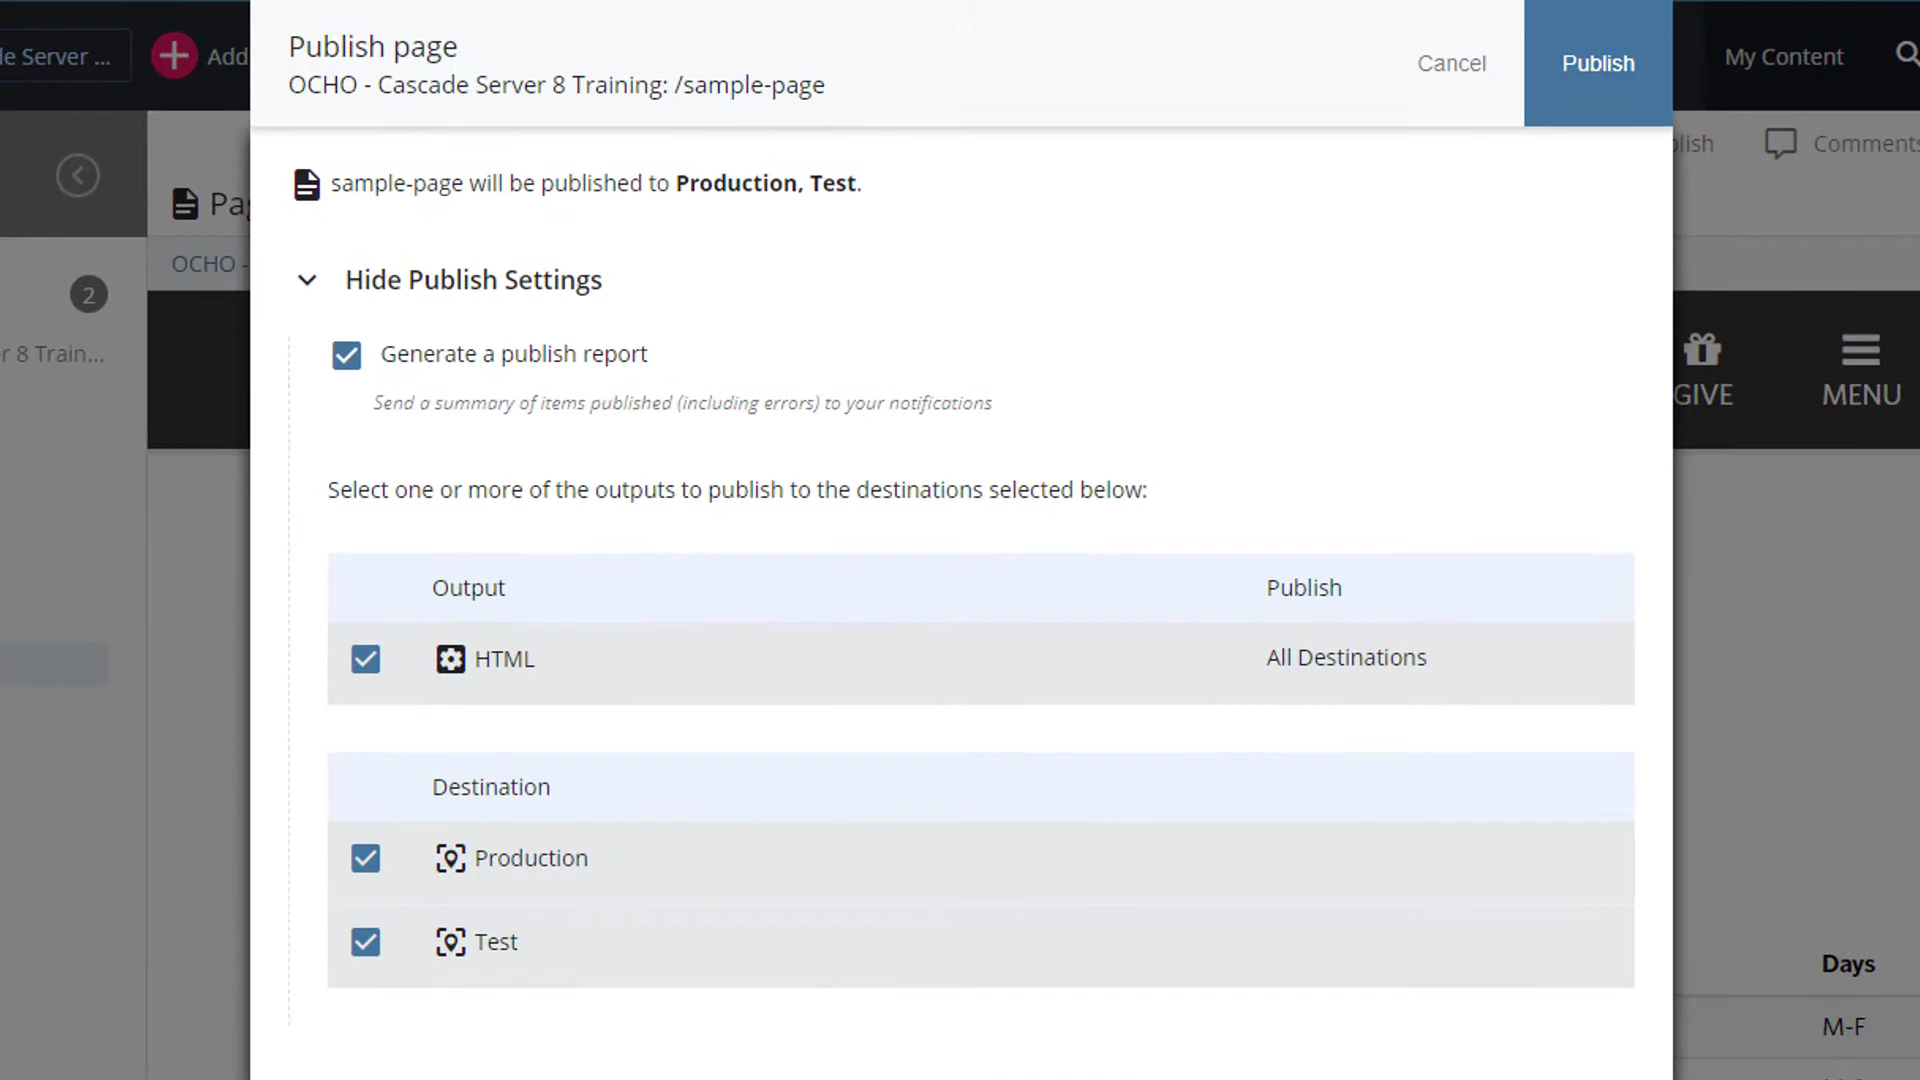 le Server ...
Add
Publish page
OCHO - Cascade Server 8 Training: /sample-page
Cancel
Publish
My Content
lish
Comments
Pag
OCHO -
2
r 8 Train...
sample-page will be published to Production, Test.
Hide Publish Settings
Generate a publish report
Send a summary of items published (including errors) to your notifications
GIVE
MENU
Select one or more of the outputs to publish to the destinations selected below:
Output
Publish
HTML
All Destinations
Destination
Production
Test
Days
M-F